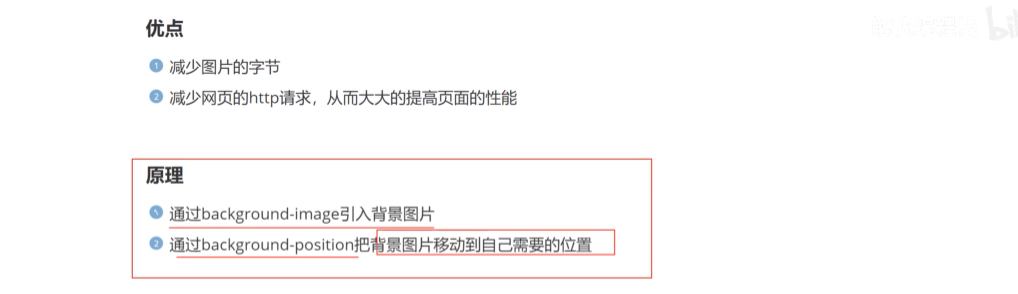 优点
1 减少图片的字节
2 减少网页的http请求，从而大大的提高页面的性能
原理
1 通过background-image引入背景图片
2 通过background-position把背景图片移动到自己需要的位置